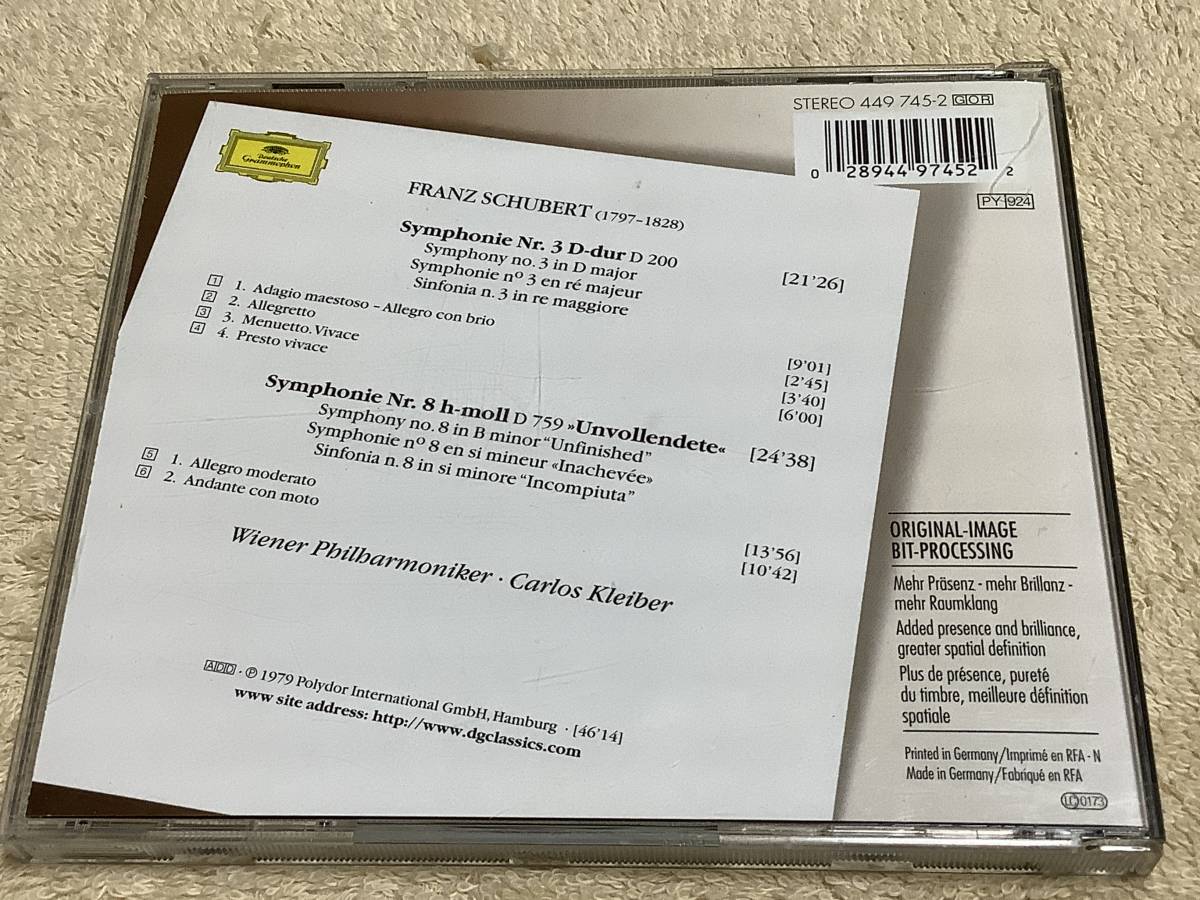 STEREO 449 745-2 GOR
0 28944 97452 2
PY 924
Deutsche
Grammophon
FRANZ SCHUBERT (1797-1828)
Symphonie Nr. 3 D-dur D 200 [21'26]
Symphony no. 3 in D major
Symphonie nº 3 en ré majeur
Sinfonia n. 3 in re maggiore
1 1. Adagio maestoso – Allegro con brio [9'01]
2 2. Allegretto [2'45]
3 3. Menuetto. Vivace [3'40]
4 4. Presto vivace [6'00]
Symphonie Nr. 8 h-moll D 759 »Unvollendete« [24'38]
Symphony no. 8 in B minor “Unfinished”
Symphonie nº 8 en si mineur «Inachevée»
Sinfonia n. 8 in si minore “Incompiuta”
5 1. Allegro moderato [13'56]
6 2. Andante con moto [10'42]
Wiener Philharmoniker · Carlos Kleiber
ADD · ℗ 1979 Polydor International GmbH, Hamburg · [46'14]
www site address: http://www.dgclassics.com
ORIGINAL-IMAGE
BIT-PROCESSING
Mehr Präsenz - mehr Brillanz -
mehr Raumklang
Added presence and brilliance,
greater spatial definition
Plus de présence, pureté
du timbre, meilleure définition
spatiale
Printed in Germany/Imprimé en RFA - N
Made in Germany/Fabriqué en RFA
LC 0173